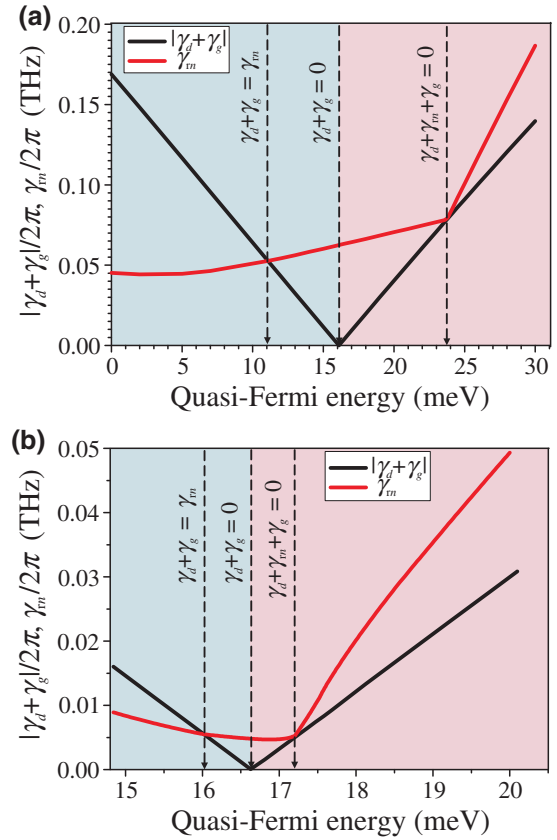 (a)
|γd+γg|
γrn
γd+γg = γrn
γd+γg = 0
γd+γrn+γg = 0
|γd+γg|/2π, γrn/2π (THz)
0.20
0.15
0.10
0.05
0.00
0 5 10 15 20 25 30
Quasi-Fermi energy (meV)
(b)
|γd+γg|
γrn
γd+γg = γrn
γd+γg = 0
γd+γrn+γg = 0
|γd+γg|/2π, γrn/2π (THz)
0.05
0.04
0.03
0.02
0.01
0.00
15 16 17 18 19 20
Quasi-Fermi energy (meV)